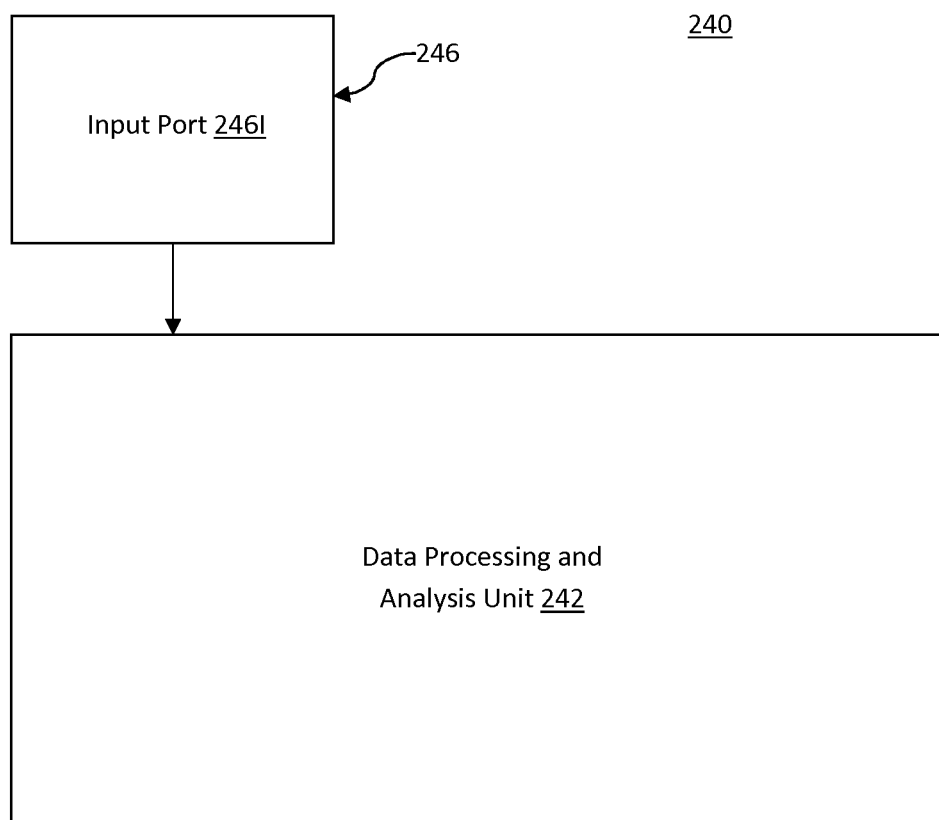 240
246
Input Port 246I
Data Processing and
Analysis Unit 242